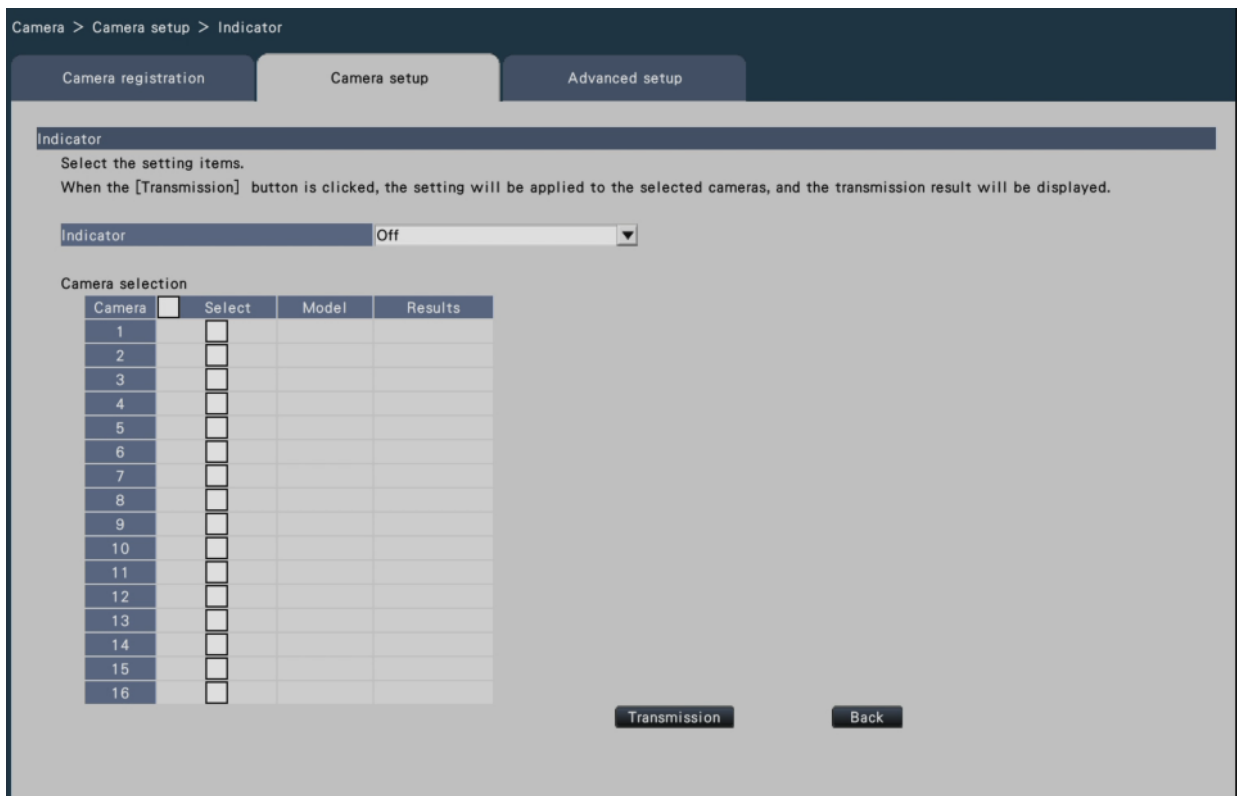 Camera > Camera setup > Indicator
Camera registration
Camera setup
Advanced setup
Indicator
Select the setting items.
When the [Transmission] button is clicked, the setting will be applied to the selected cameras, and the transmission result will be displayed.
Indicator Off
Camera selection
Camera Select Model Results
1
2
3
4
5
6
7
8
9
10
11
12
13
14
15
16
Transmission Back